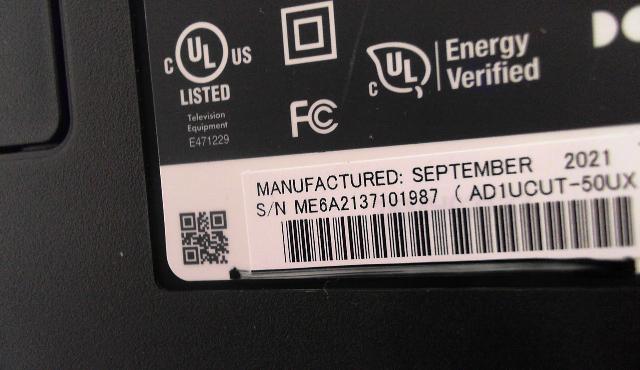 C UL US
LISTED
Television
Equipment
E471229
FC
C UL
Energy
Verified
MANUFACTURED: SEPTEMBER 2021
S/N ME6A2137101987 ( AD1UCUT-50UX